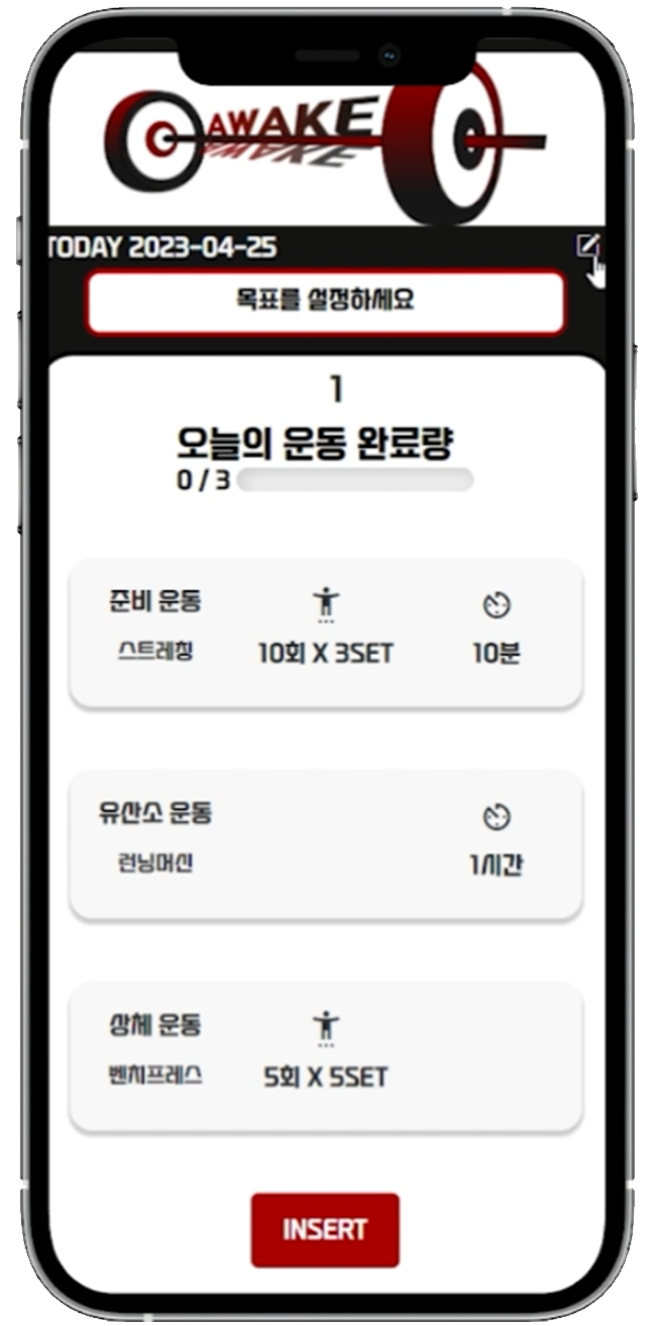 AWAKE
TODAY 2023-04-25
목표를 설정하세요
1
오늘의 운동 완료량
0 / 3
준비 운동
스트레칭 10회 X 3SET 10분
유산소 운동
런닝머신 1시간
상체 운동
벤치프레스 5회 X 5SET
INSERT